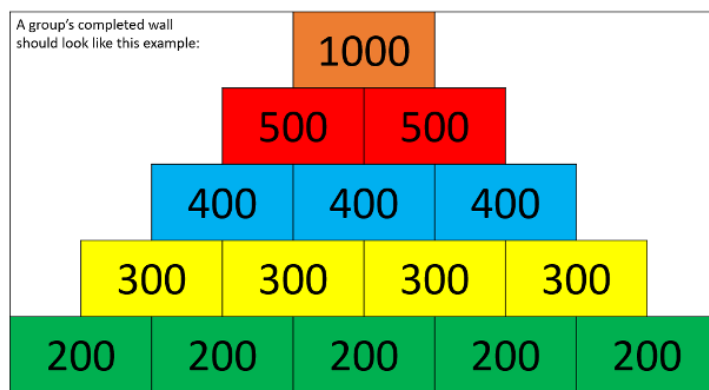 A group's completed wall
should look like this example:
1000
500 500
400 400 400
300 300 300 300
200 200 200 200 200